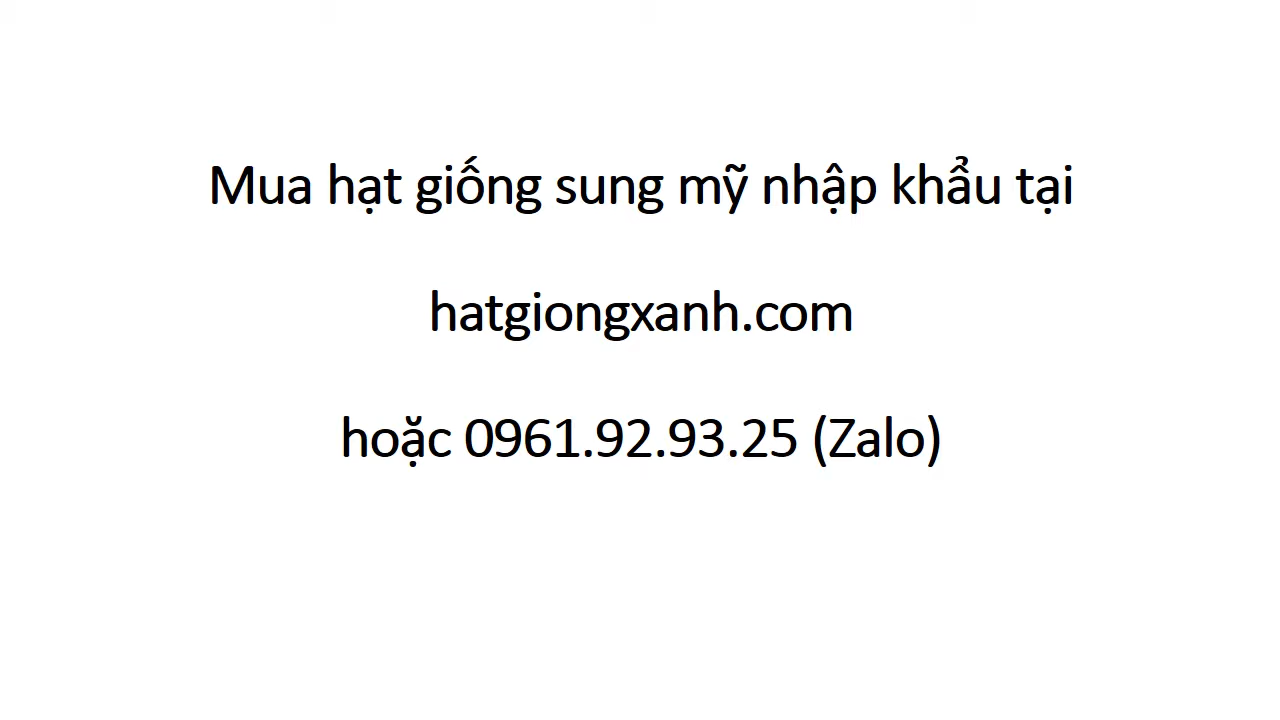 Mua hạt giống sung mỹ nhập khẩu tại
hatgiongxanh.com
hoặc 0961.92.93.25 (Zalo)